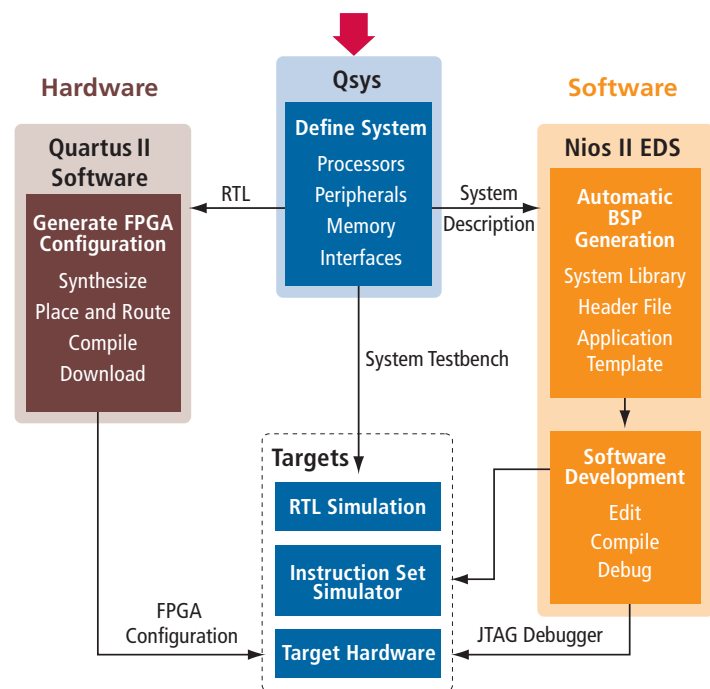 Hardware
Qsys
Software
Quartus II
Software
Generate FPGA
Configuration
Synthesize
Place and Route
Compile
Download
RTL
Define System
Processors
Peripherals
Memory
Interfaces
System
Description
Nios II EDS
Automatic
BSP
Generation
System Library
Header File
Application
Template
System Testbench
Software
Development
Edit
Compile
Debug
Targets
RTL Simulation
Instruction Set
Simulator
Target Hardware
FPGA
Configuration
JTAG Debugger